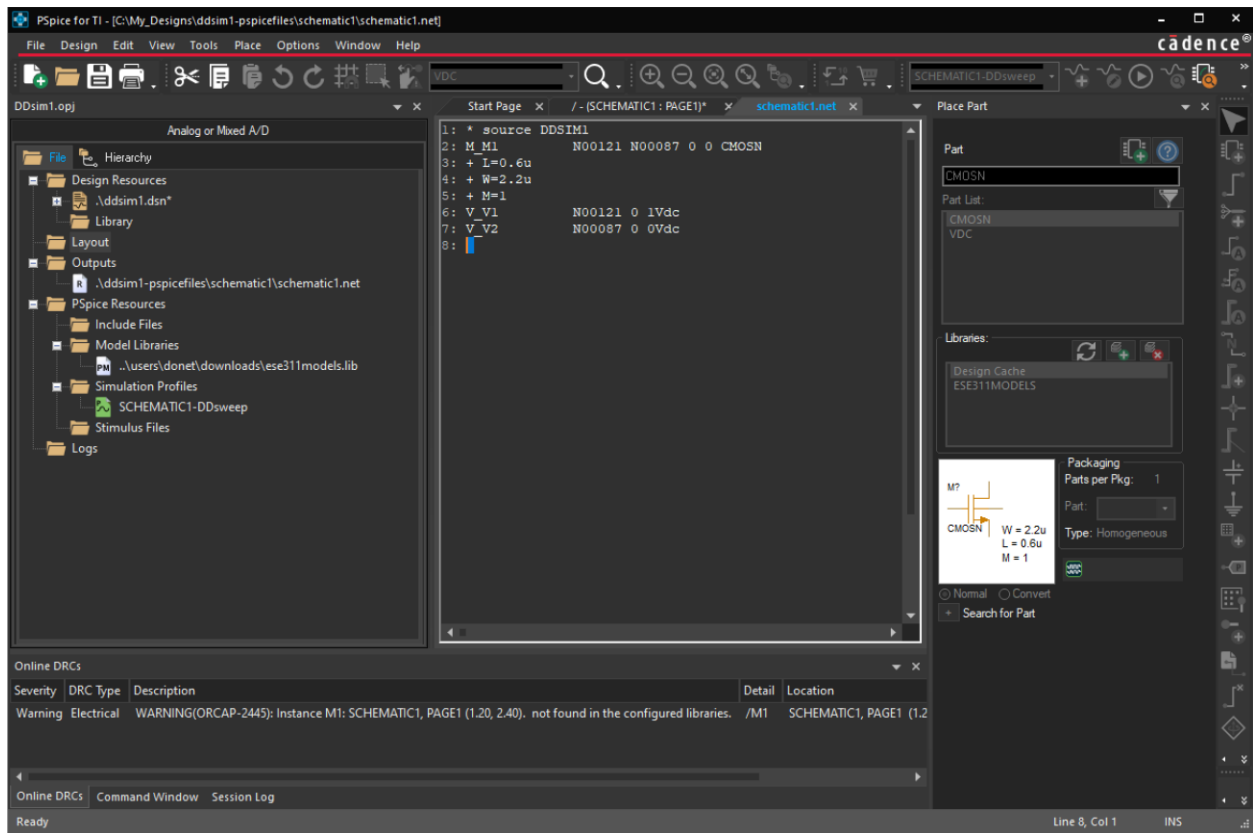 PSpice for TI - [C:\My_Designs\ddsim1-pspicefiles\schematic1\schematic1.net]
File Design Edit View Tools Place Options Window Help
cādence®
VDC
SCHEMATIC1-DDsweep
DDsim1.opj
Start Page
/ - (SCHEMATIC1 : PAGE1)*
schematic1.net
Place Part
Analog or Mixed A/D
File Hierarchy
Design Resources
.\ddsim1.dsn*
Library
Layout
Outputs
.\ddsim1-pspicefiles\schematic1\schematic1.net
PSpice Resources
Include Files
Model Libraries
..\users\donet\downloads\ese311models.lib
Simulation Profiles
SCHEMATIC1-DDsweep
Stimulus Files
Logs
1: * source DDSIM1
2: M_M1 N00121 N00087 0 0 CMOSN
3: + L=0.6u
4: + W=2.2u
5: + M=1
6: V_V1 N00121 0 1Vdc
7: V_V2 N00087 0 0Vdc
8:
Part
CMOSN
Part List:
CMOSN
VDC
Libraries:
Design Cache
ESE311MODELS
M?
CMOSN
W = 2.2u
L = 0.6u
M = 1
Packaging
Parts per Pkg: 1
Part:
Type: Homogeneous
Normal Convert
+ Search for Part
Online DRCs
Severity DRC Type Description Detail Location
Warning Electrical WARNING(ORCAP-2445): Instance M1: SCHEMATIC1, PAGE1 (1.20, 2.40). not found in the configured libraries. /M1 SCHEMATIC1, PAGE1 (1.2
Online DRCs Command Window Session Log
Ready
Line 8, Col 1 INS